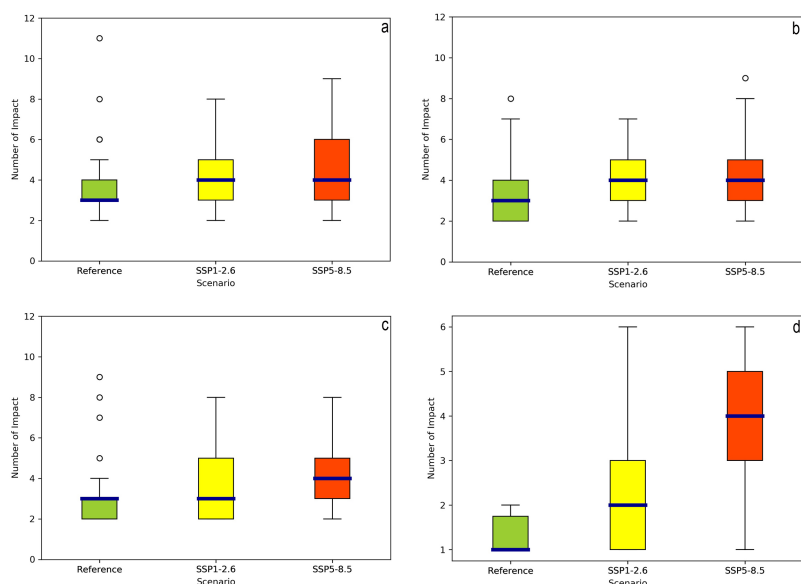 a
12
10
8
6
4
2
0
Number of Impact
Reference SSP1-2.6 SSP5-8.5
Scenario
b
12
10
8
6
4
2
0
Number of Impact
Reference SSP1-2.6 SSP5-8.5
Scenario
c
12
10
8
6
4
2
0
Number of Impact
Reference SSP1-2.6 SSP5-8.5
Scenario
d
6
5
4
3
2
1
Number of Impact
Reference SSP1-2.6 SSP5-8.5
Scenario